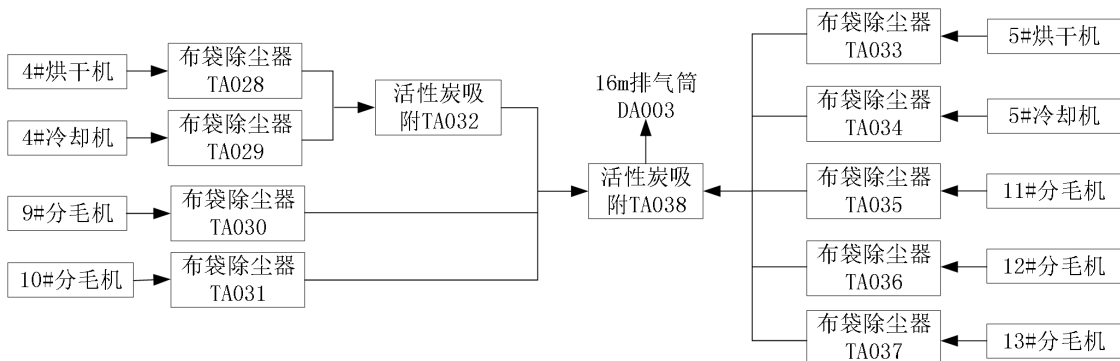 4#烘干机
布袋除尘器
TA028
4#冷却机
布袋除尘器
TA029
活性炭吸
附TA032
9#分毛机
布袋除尘器
TA030
10#分毛机
布袋除尘器
TA031
16m排气筒
DA003
活性炭吸
附TA038
布袋除尘器
TA033
5#烘干机
布袋除尘器
TA034
5#冷却机
布袋除尘器
TA035
11#分毛机
布袋除尘器
TA036
12#分毛机
布袋除尘器
TA037
13#分毛机